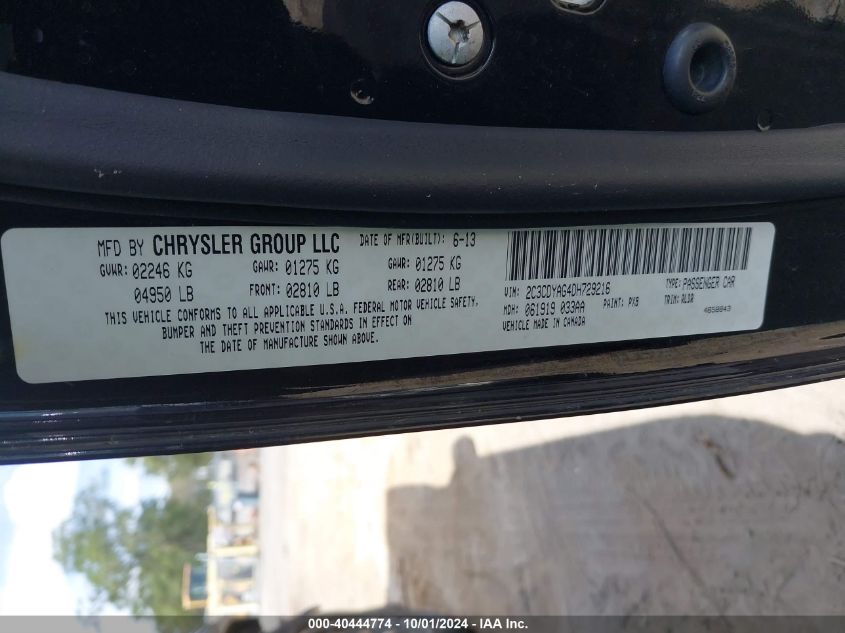 MFD BY CHRYSLER GROUP LLC DATE OF MFR(BUILT): 6-13
GVWR: 02246 KG GAWR: 01275 KG GAWR: 01275 KG
04950 LB FRONT: 02810 LB REAR: 02810 LB
THIS VEHICLE CONFORMS TO ALL APPLICABLE U.S.A. FEDERAL MOTOR VEHICLE SAFETY,
BUMPER AND THEFT PREVENTION STANDARDS IN EFFECT ON
THE DATE OF MANUFACTURE SHOWN ABOVE.
VIN: 2C3CDYAG4DH729216 TYPE: PASSENGER CAR
MDH: 061919 033AA PAINT: PX8 TRIM: RLDR
VEHICLE MADE IN CANADA 4658843
000-40444774 - 10/01/2024 - IAA Inc.